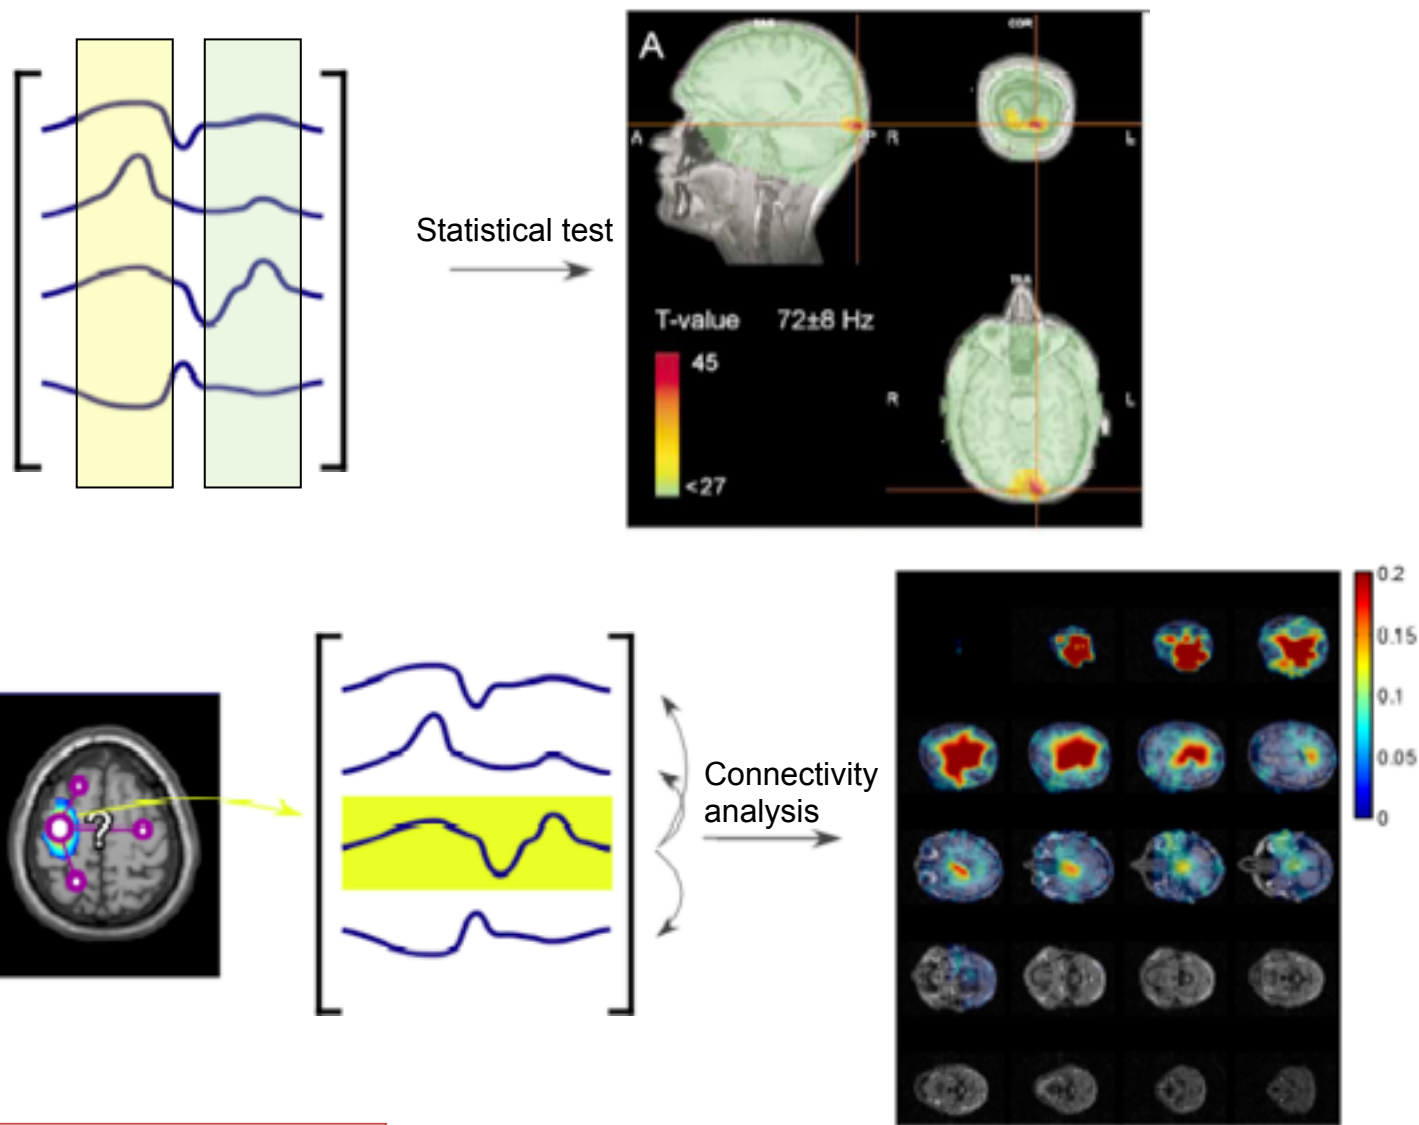 A
COR
A
P
R
L
Statistical test
T-value 72±8 Hz
45
<27
R
L
?
Connectivity
analysis
0.2
0.15
0.1
0.05
0